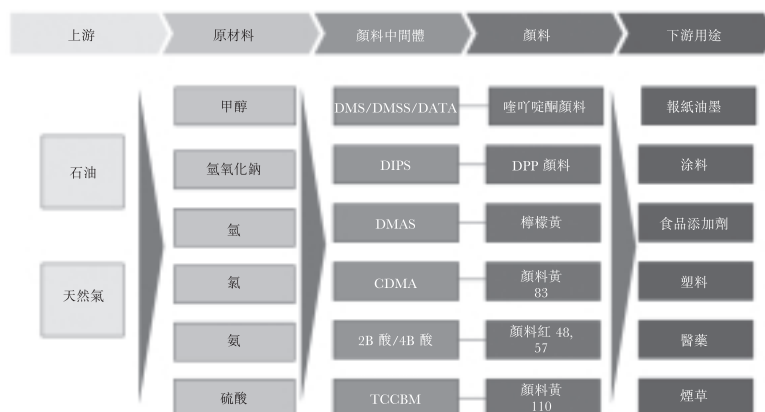 上游
原材料
顏料中間體
顏料
下游用途
石油
天然氣
甲醇
氫氧化鈉
氫
氯
氨
硫酸
DMS/DMSS/DATA
DIPS
DMAS
CDMA
2B 酸/4B 酸
TCCBM
喹吖啶酮顏料
DPP 顏料
檸檬黃
顏料黃
83
顏料紅 48,
57
顏料黃
110
報紙油墨
涂料
食品添加劑
塑料
醫藥
煙草